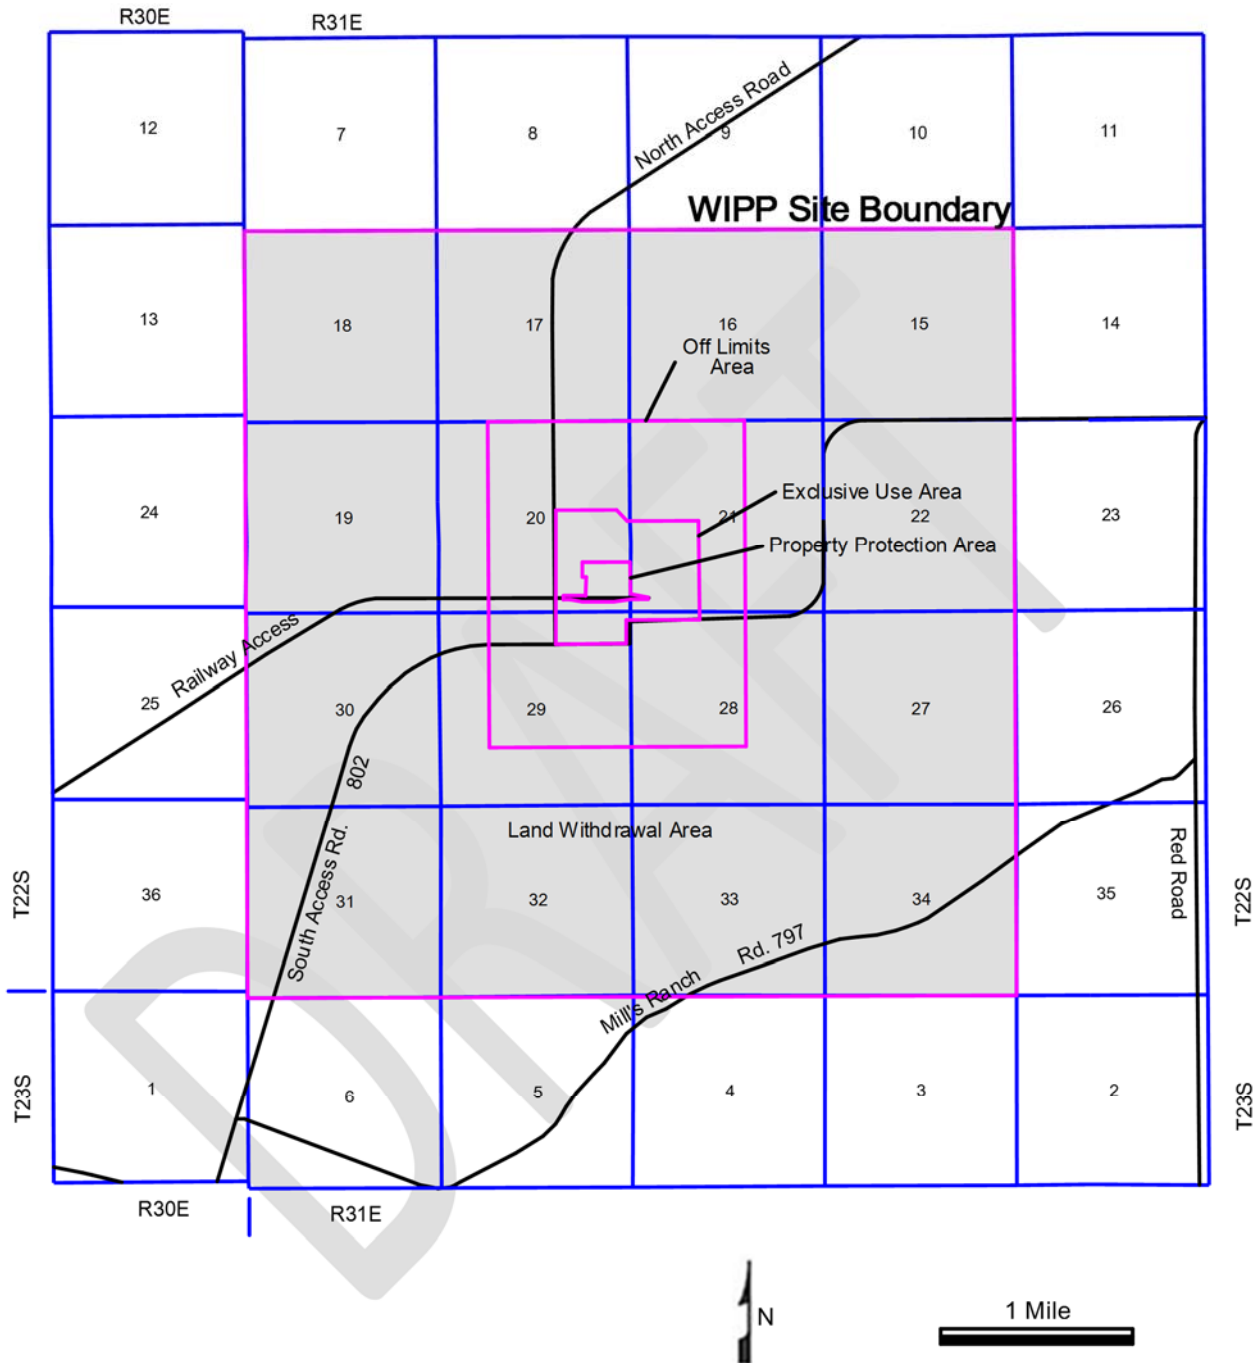 R30E
R31E
12
7
8
9
10
11
North Access Road
WIPP Site Boundary
13
18
17
16
15
14
Off Limits
Area
24
19
20
21
22
23
Exclusive Use Area
Property Protection Area
Railway Access
25
30
29
28
27
26
802
Land Withdrawal Area
South Access Rd.
Red Road
T22S
36
31
32
33
34
35
T22S
Rd. 797
Mill's Ranch
T23S
1
6
5
4
3
2
T23S
R30E
R31E
DRAFT
N
1 Mile